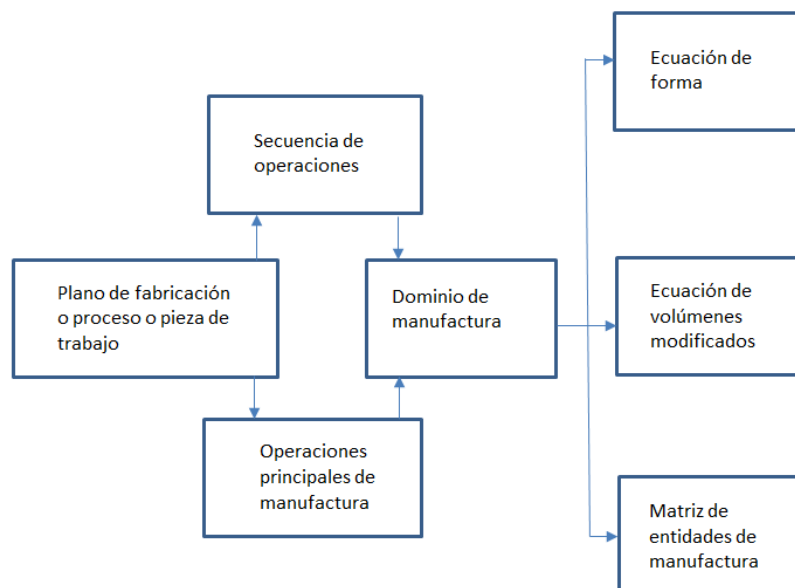 Ecuación de
forma
Secuencia de
operaciones
Plano de fabricación
o proceso o pieza de
trabajo
Dominio de
manufactura
Ecuación de
volúmenes
modificados
Operaciones
principales de
manufactura
Matriz de
entidades de
manufactura